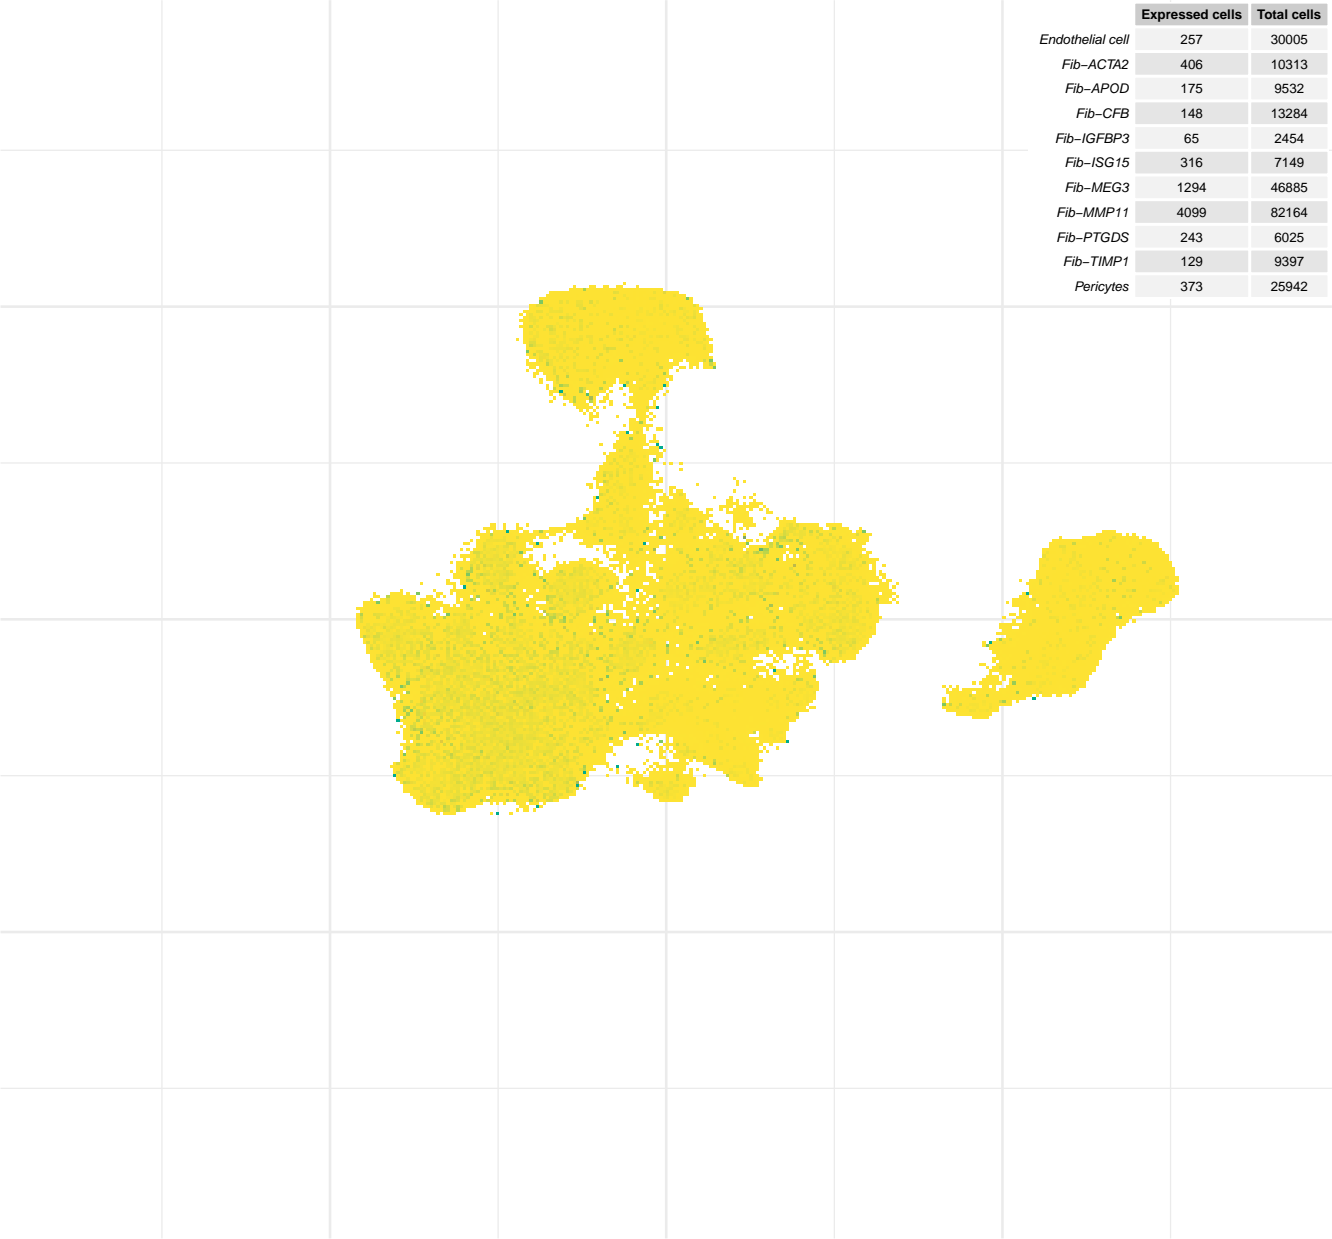 Expressed cells Total cells
Endothelial cell 257 30005
Fib−ACTA2 406 10313
Fib−APOD 175 9532
Fib−CFB 148 13284
Fib−IGFBP3 65 2454
Fib−ISG15 316 7149
Fib−MEG3 1294 46885
Fib−MMP11 4099 82164
Fib−PTGDS 243 6025
Fib−TIMP1 129 9397
Pericytes 373 25942